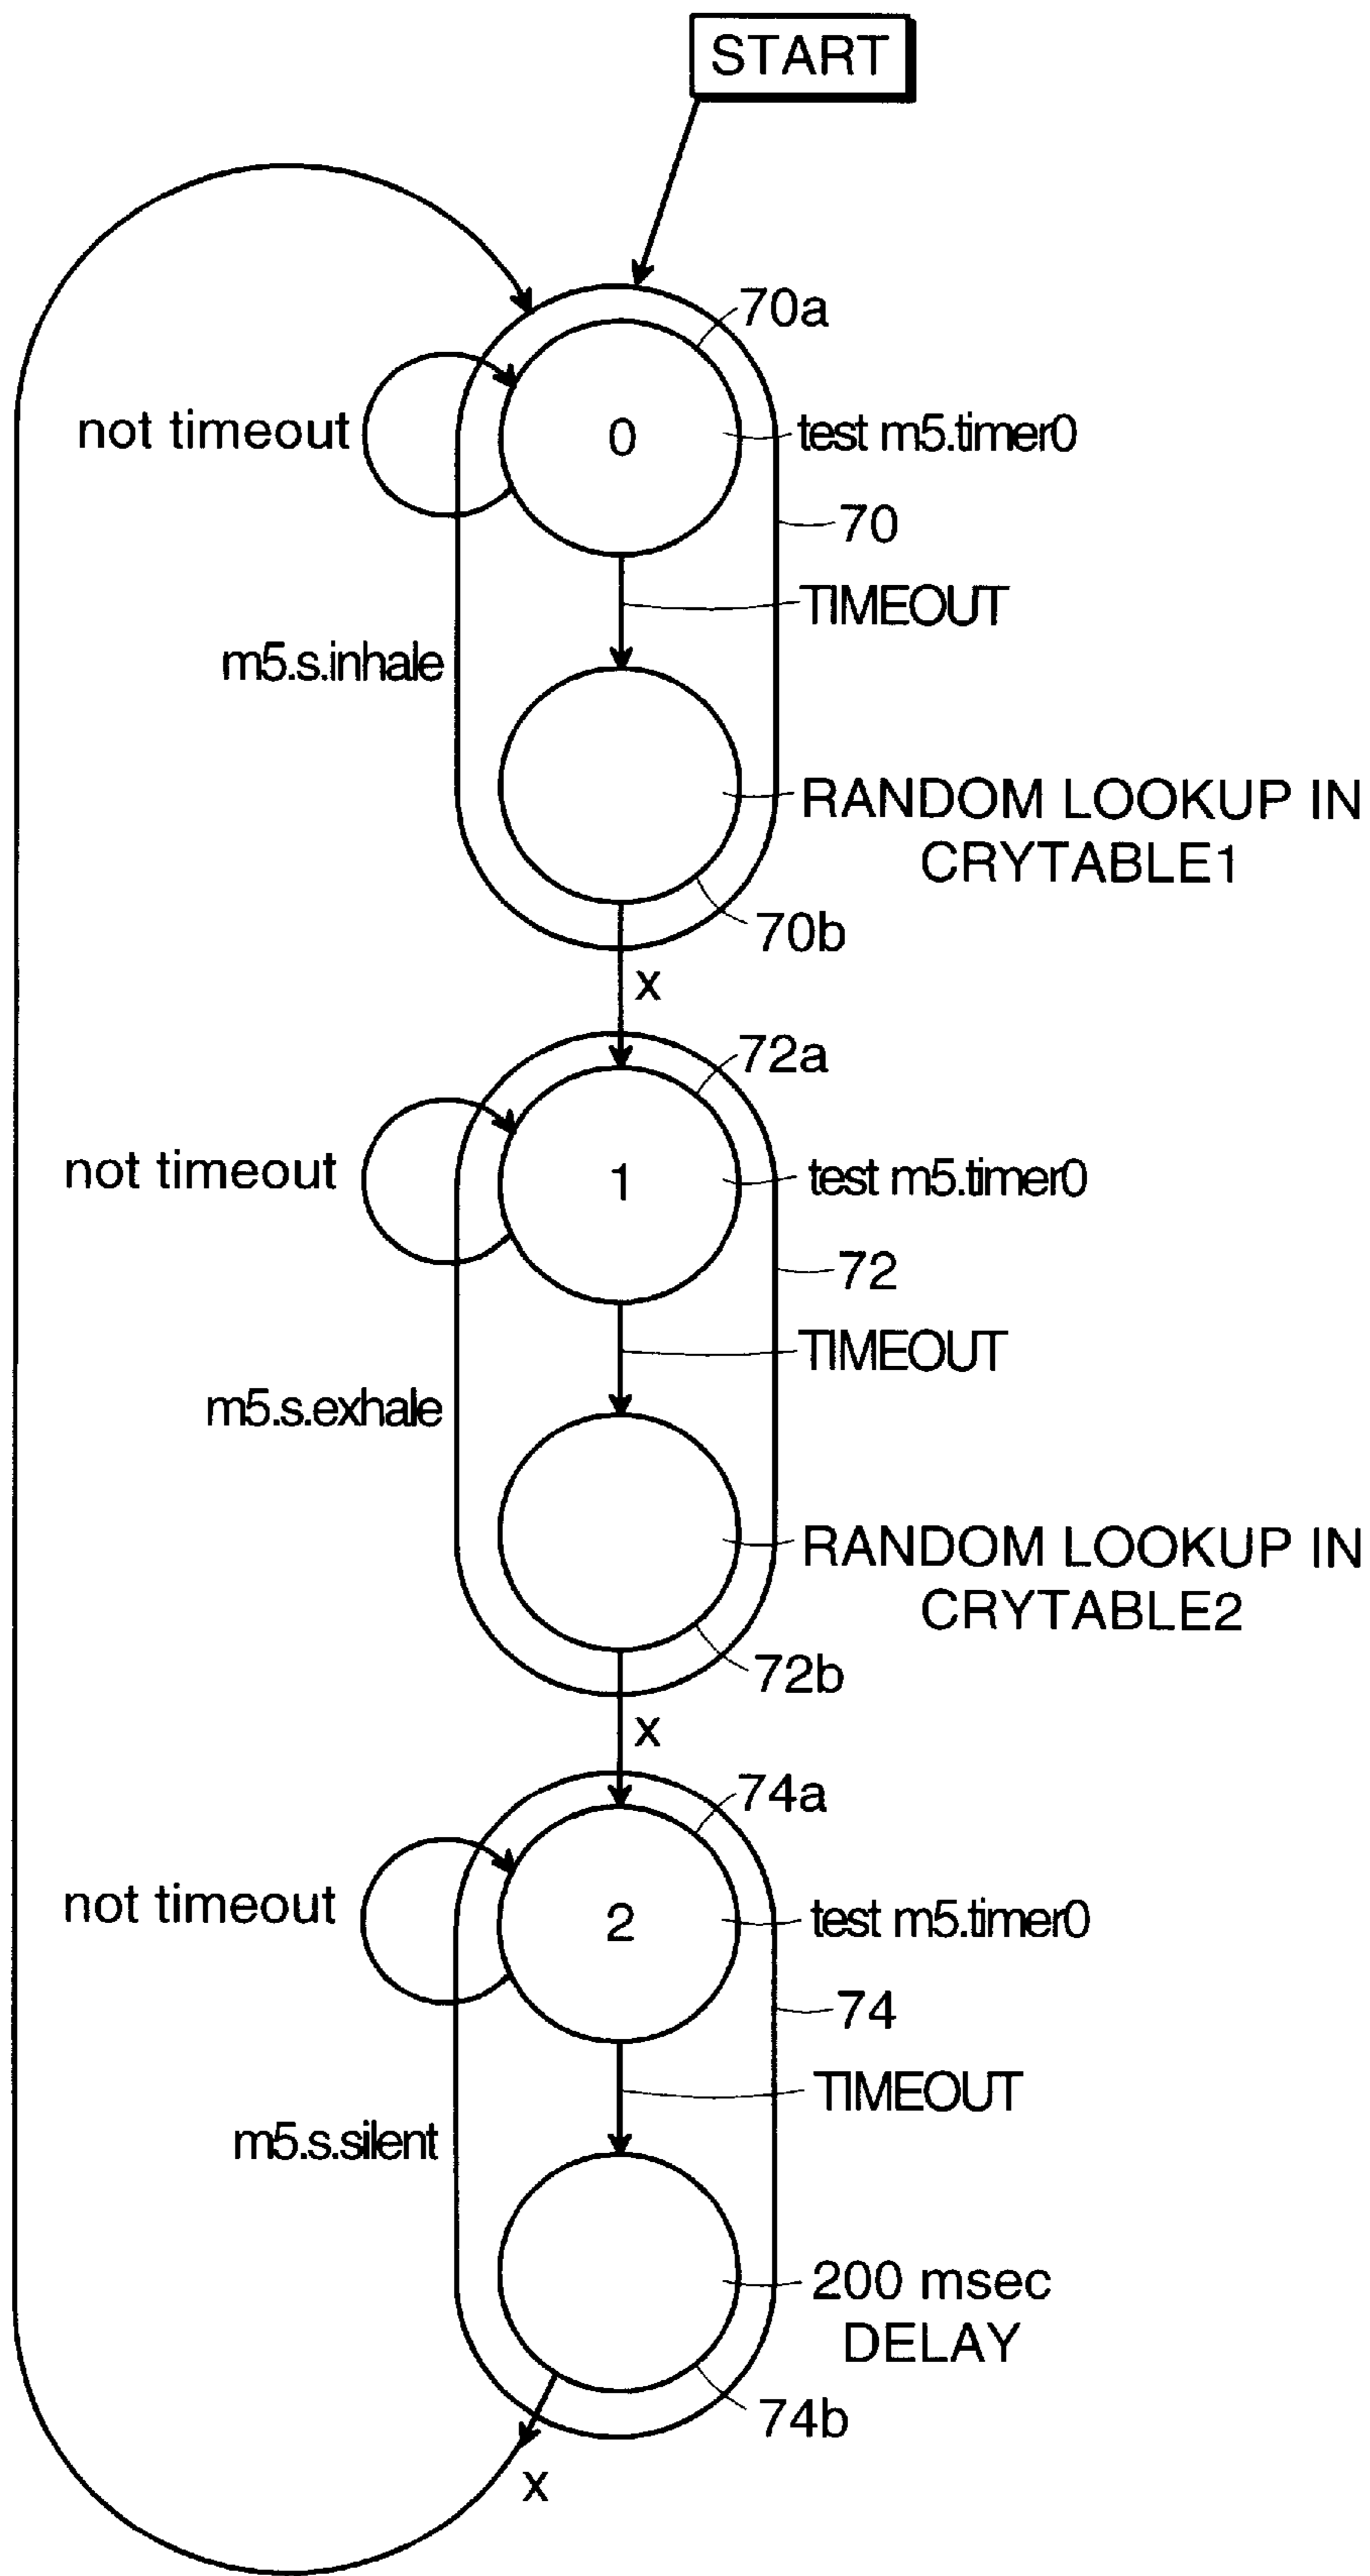 START
70a
not timeout
0
test m5.timer0
70
TIMEOUT
m5.s.inhale
RANDOM LOOKUP IN
CRYTABLE1
70b
x
72a
not timeout
1
test m5.timer0
72
TIMEOUT
m5.s.exhale
RANDOM LOOKUP IN
CRYTABLE2
72b
x
74a
not timeout
2
test m5.timer0
74
TIMEOUT
m5.s.silent
200 msec
DELAY
74b
x